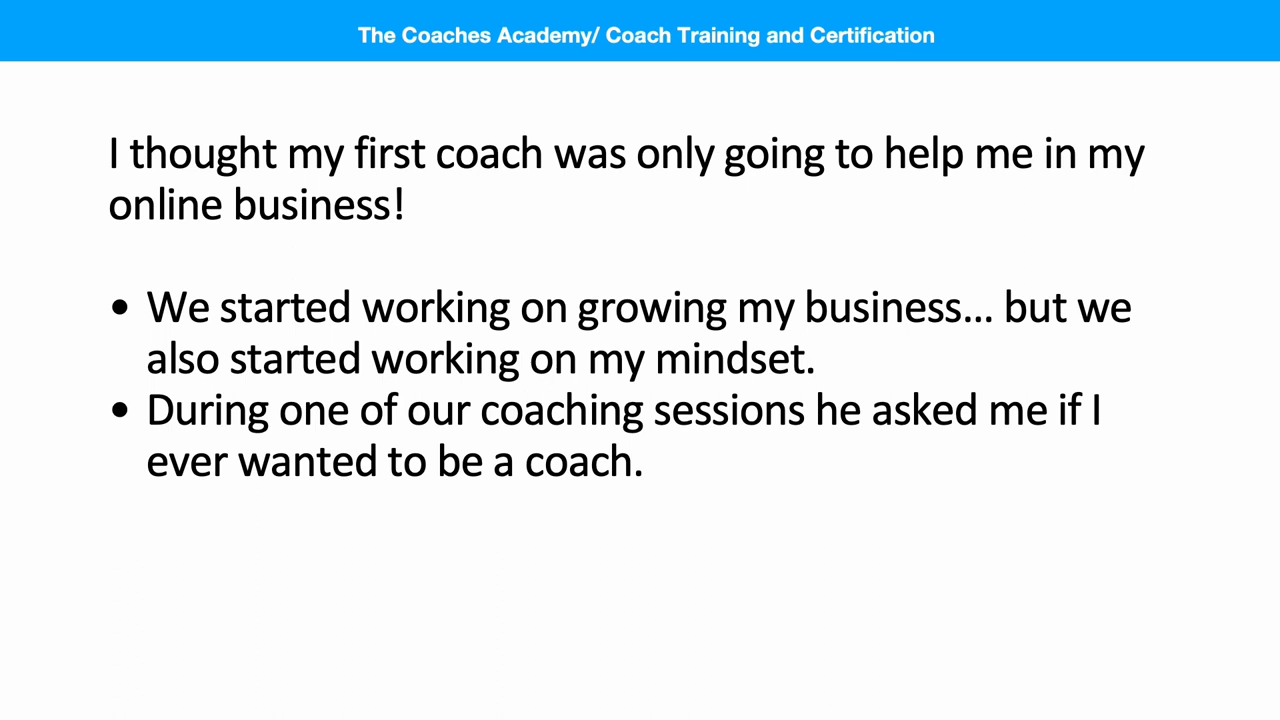 The Coaches Academy/ Coach Training and Certification
I thought my first coach was only going to help me in my
online business!
• We started working on growing my business... but we
also started working on my mindset.
• During one of our coaching sessions he asked me if I
ever wanted to be a coach.